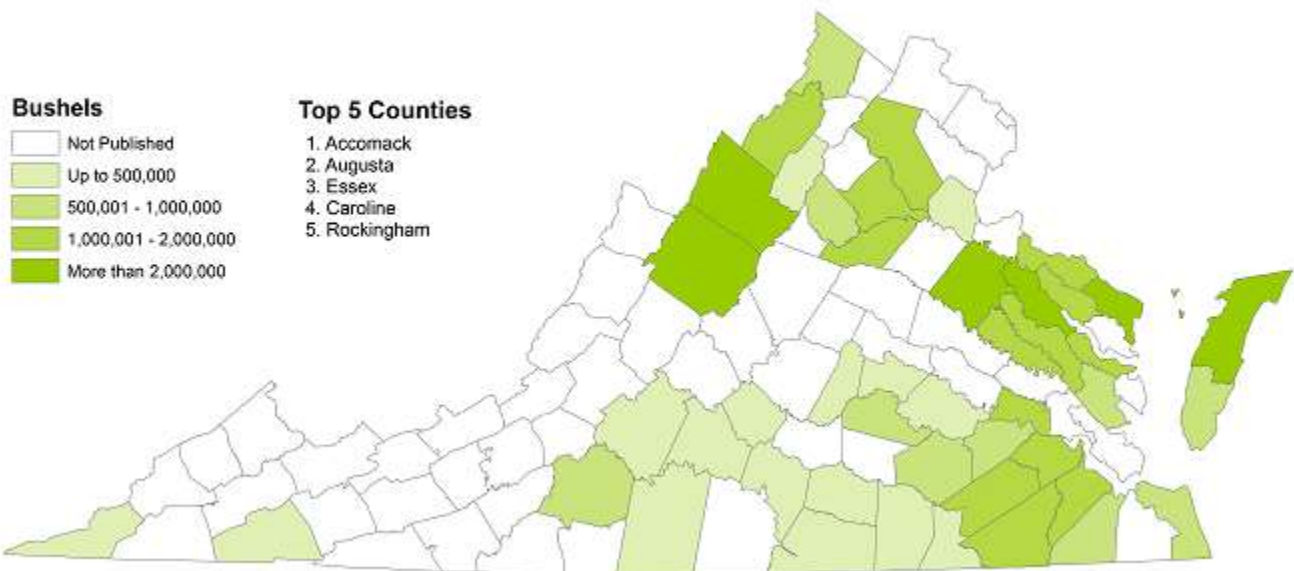 Bushels
Not Published
Up to 500,000
500,001 - 1,000,000
1,000,001 - 2,000,000
More than 2,000,000
Top 5 Counties
1. Accomack
2. Augusta
3. Essex
4. Caroline
5. Rockingham